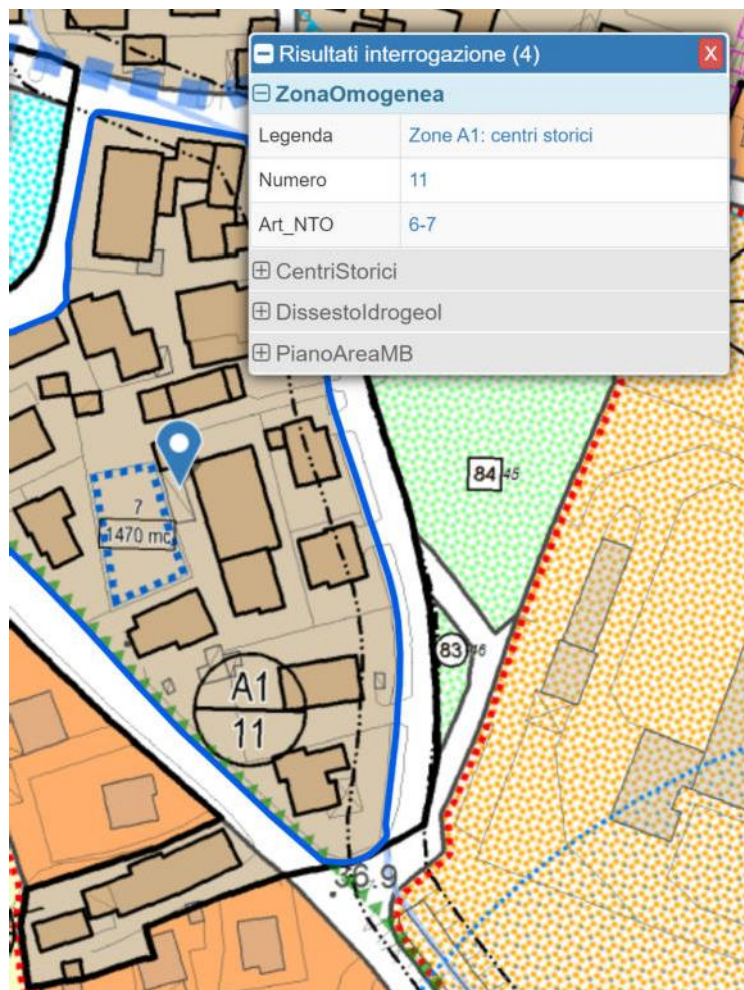 Risultati interrogazione (4)
X
ZonaOmogenea
Legenda Zone A1: centri storici
Numero 11
Art_NTO 6-7
CentriStorici
DissestoIdrogeol
PianoAreaMB
84 45
7
1470 mc
83 46
A1
11
36.9